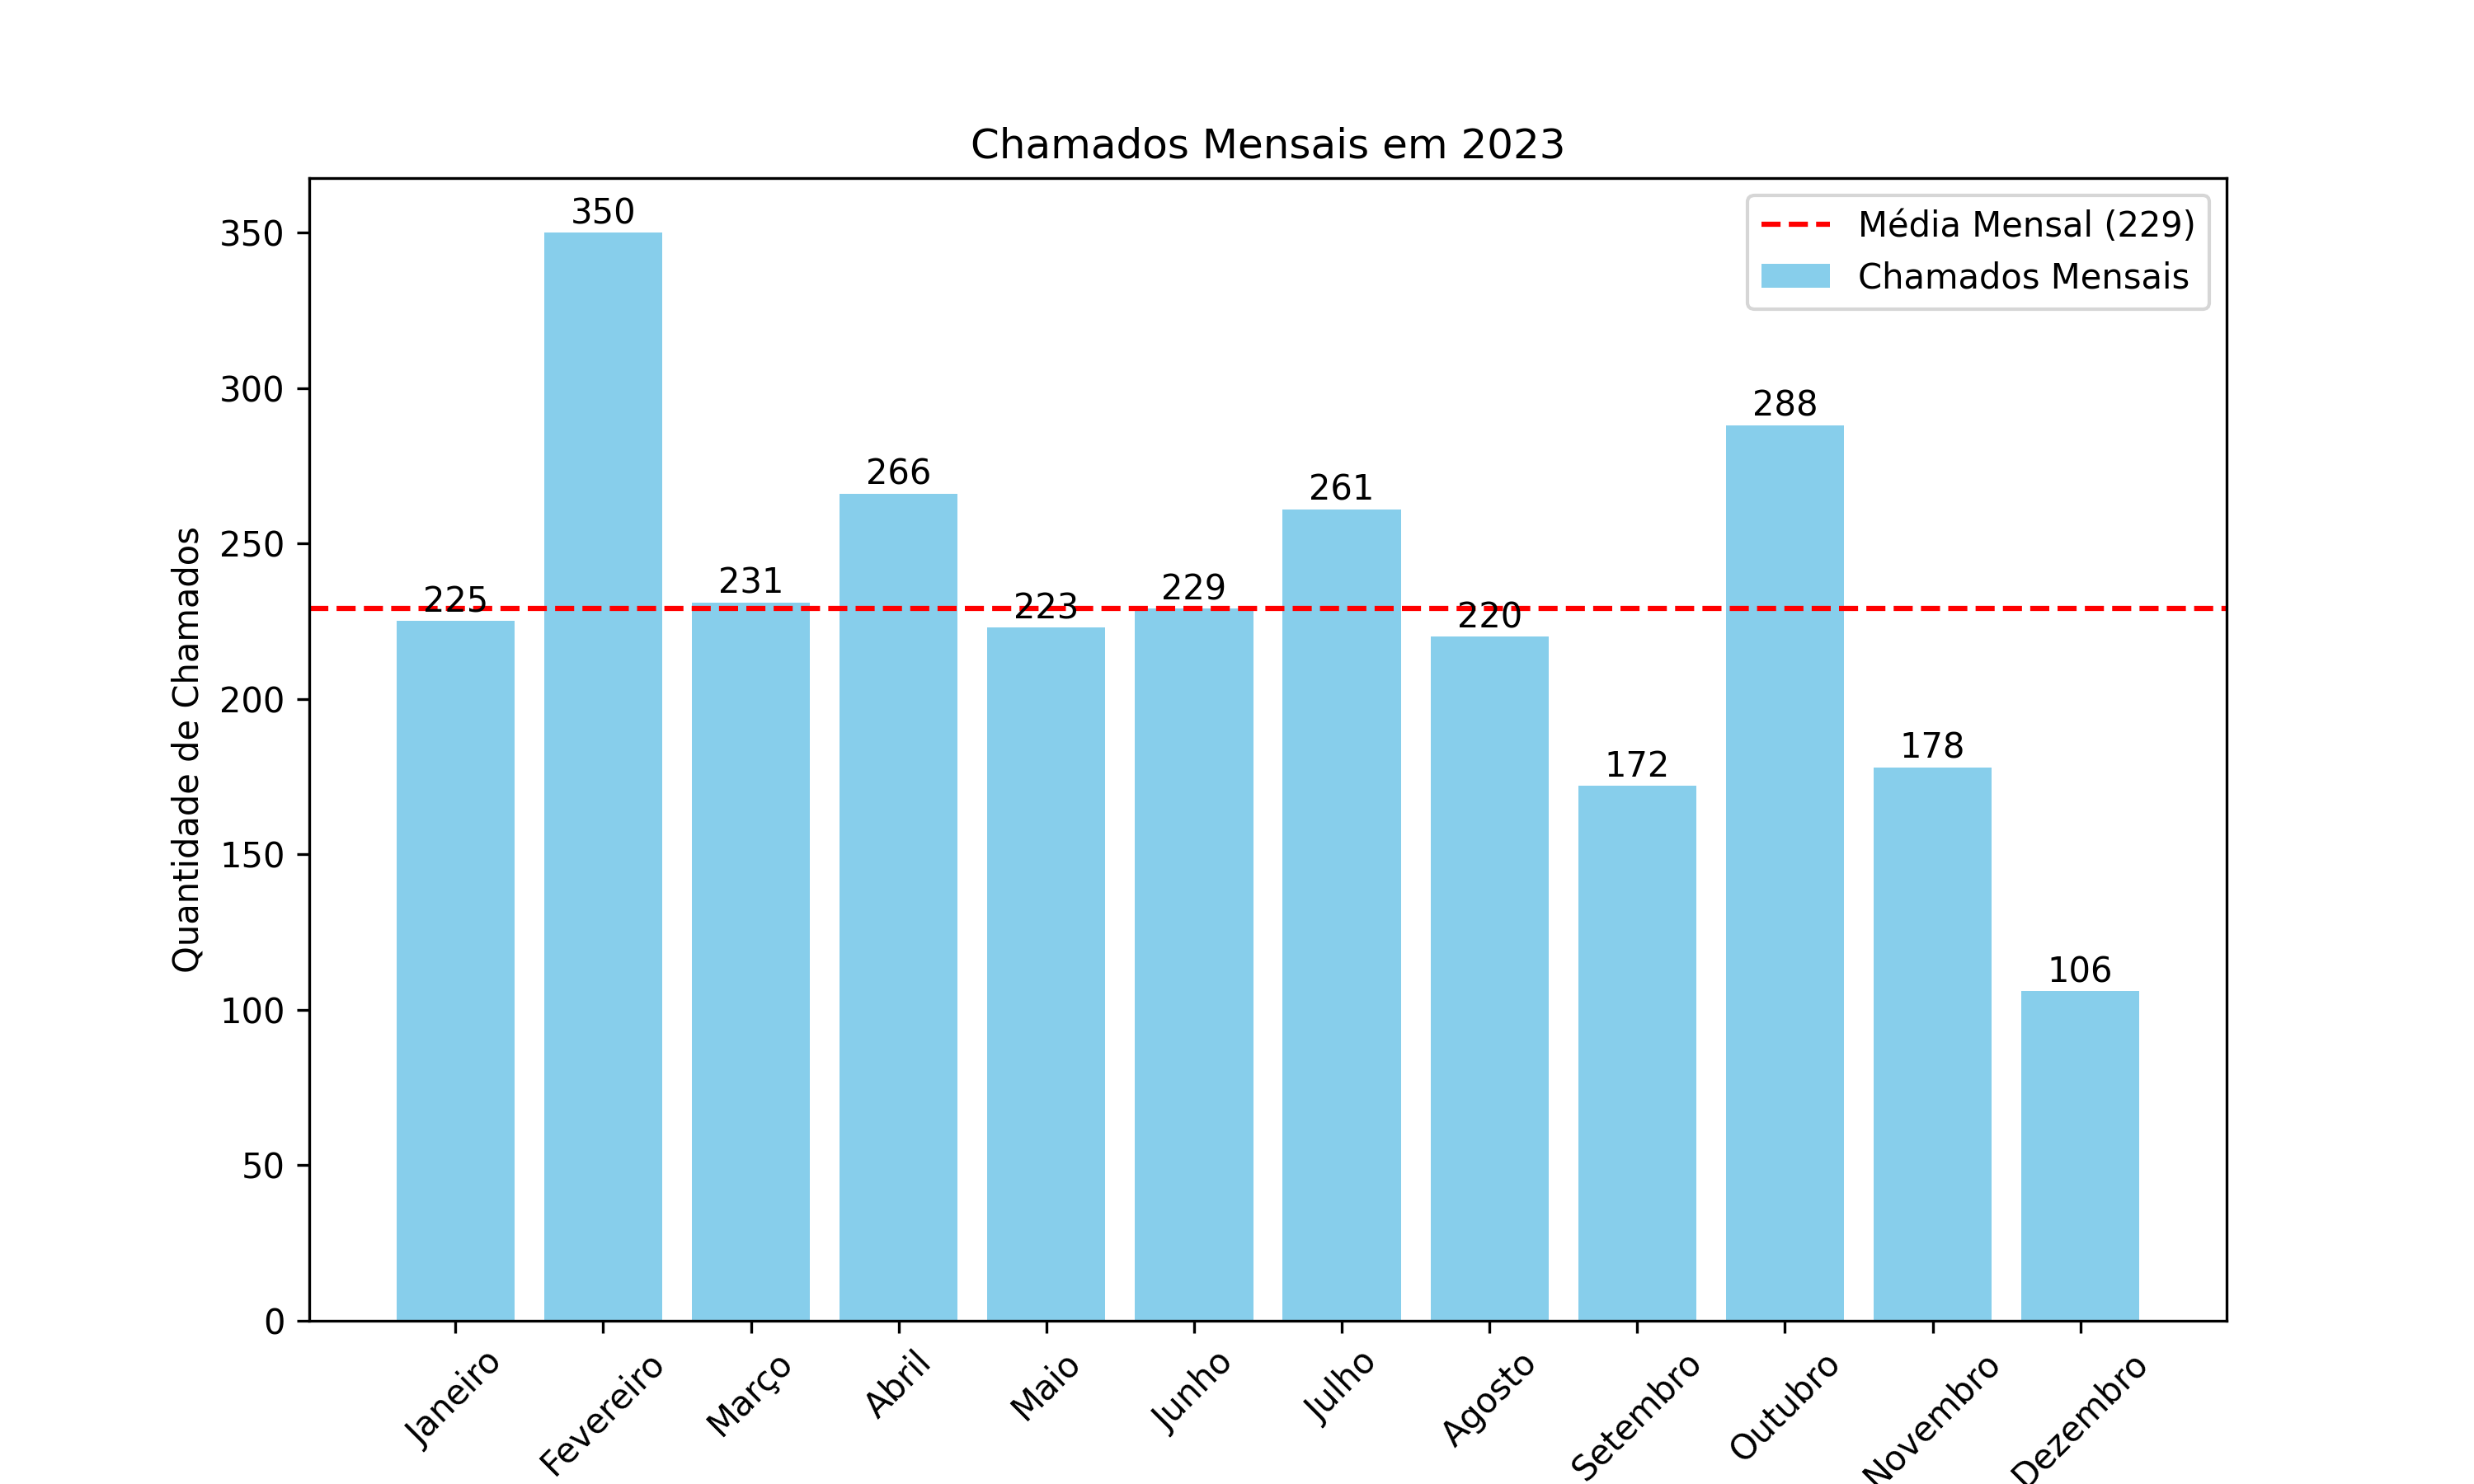 Chamados Mensais em 2023
Média Mensal (229)
Chamados Mensais
Quantidade de Chamados
350
300
250
200
150
100
50
0
225
350
231
266
223
229
261
220
172
288
178
106
Janeiro
Fevereiro
Março
Abril
Maio
Junho
Julho
Agosto
Setembro
Outubro
Novembro
Dezembro